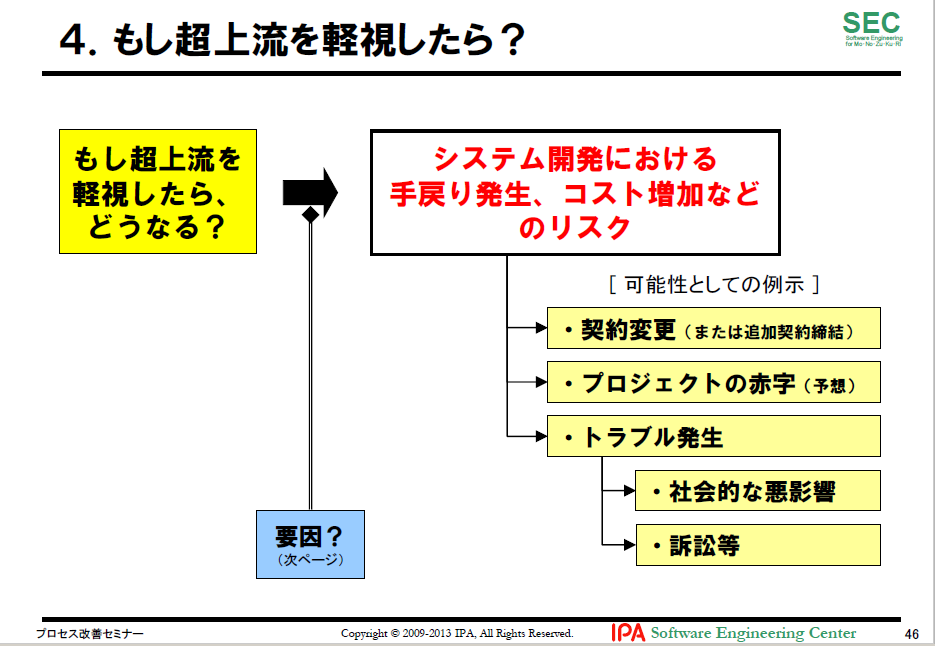 4. もし超上流を軽視したら？
SEC
Software Engineering
for Mo-No-Zu-Ku-Ri
もし超上流を
軽視したら、
どうなる？
システム開発における
手戻り発生、コスト増加など
のリスク
［ 可能性としての例示 ］
・契約変更（または追加契約締結）
・プロジェクトの赤字（予想）
・トラブル発生
・社会的な悪影響
・訴訟等
要因？
（次ページ）
プロセス改善セミナー
Copyright © 2009-2013 IPA, All Rights Reserved.
IPA Software Engineering Center
46